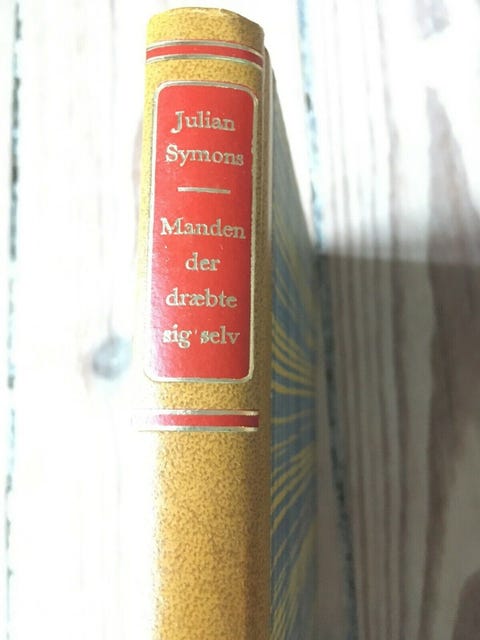 Julian
Symons
Manden
der
dræbte
sig selv